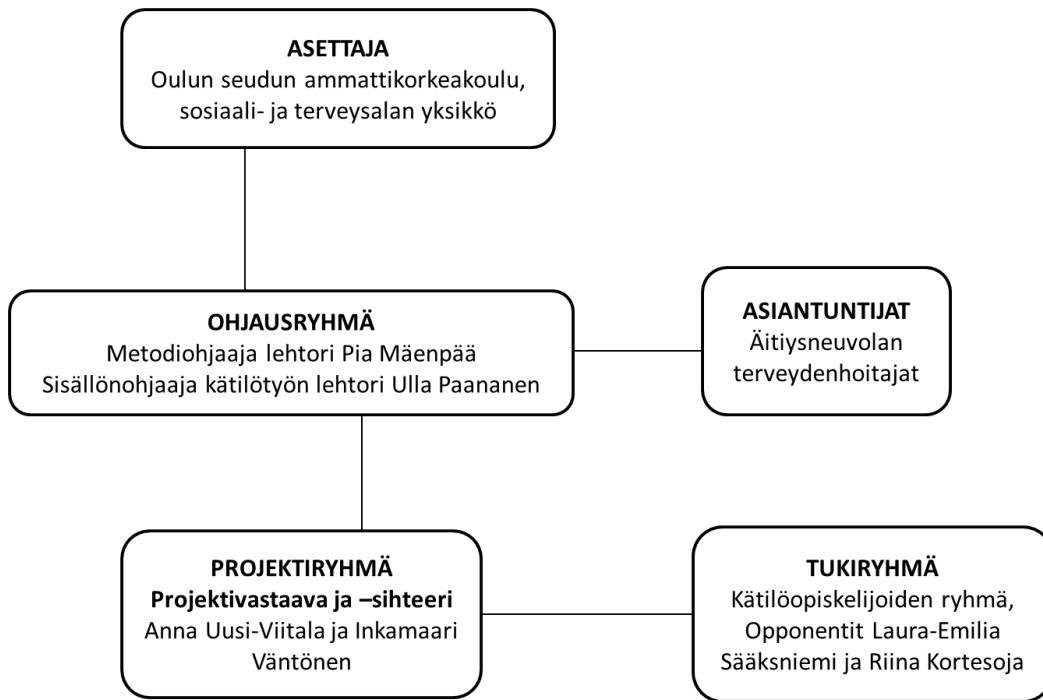 ASETTAJA
Oulun seudun ammattikorkeakoulu,
sosiaali- ja terveysalan yksikkö
OHJAUSRYHMÄ
Metodiohjaaja lehtori Pia Mäenpää
Sisällönohjaaja kätilötyön lehtori Ulla Paananen
ASIANTUNTIJAT
Äitiysneuvolan
terveydenhoitajat
PROJEKTIRYHMÄ
Projektivastaava ja –sihteeri
Anna Uusi-Viitala ja Inkamaari
Väntönen
TUKIRYHMÄ
Kätilöopiskelijoiden ryhmä,
Opponentit Laura-Emilia
Sääksniemi ja Riina Kortesoja